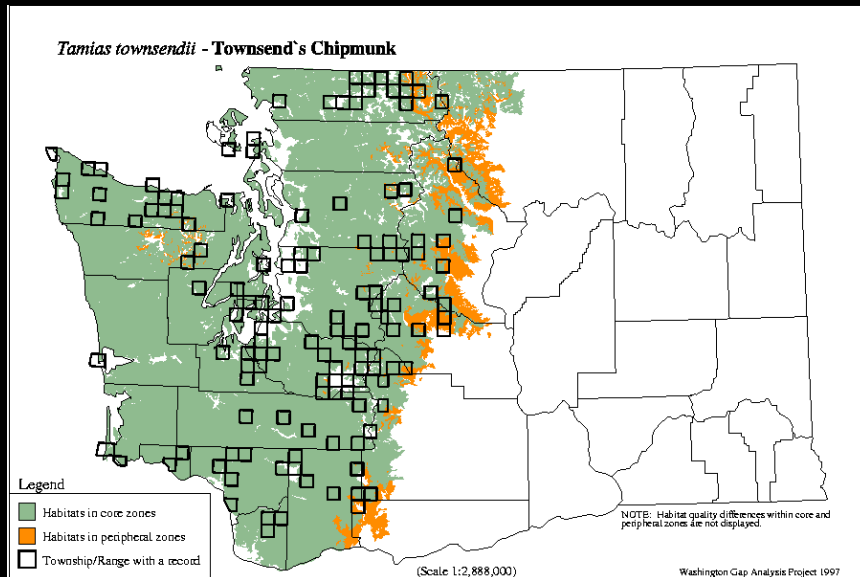 Tamias townsendii - Townsend`s Chipmunk
Legend
Habitats in core zones
Habitats in peripheral zones
Township/Range with a record
(Scale 1:2,888,000)
NOTE: Habitat quality differences within core and
peripheral zones are not displayed.
Washington Gap Analysis Project 1997